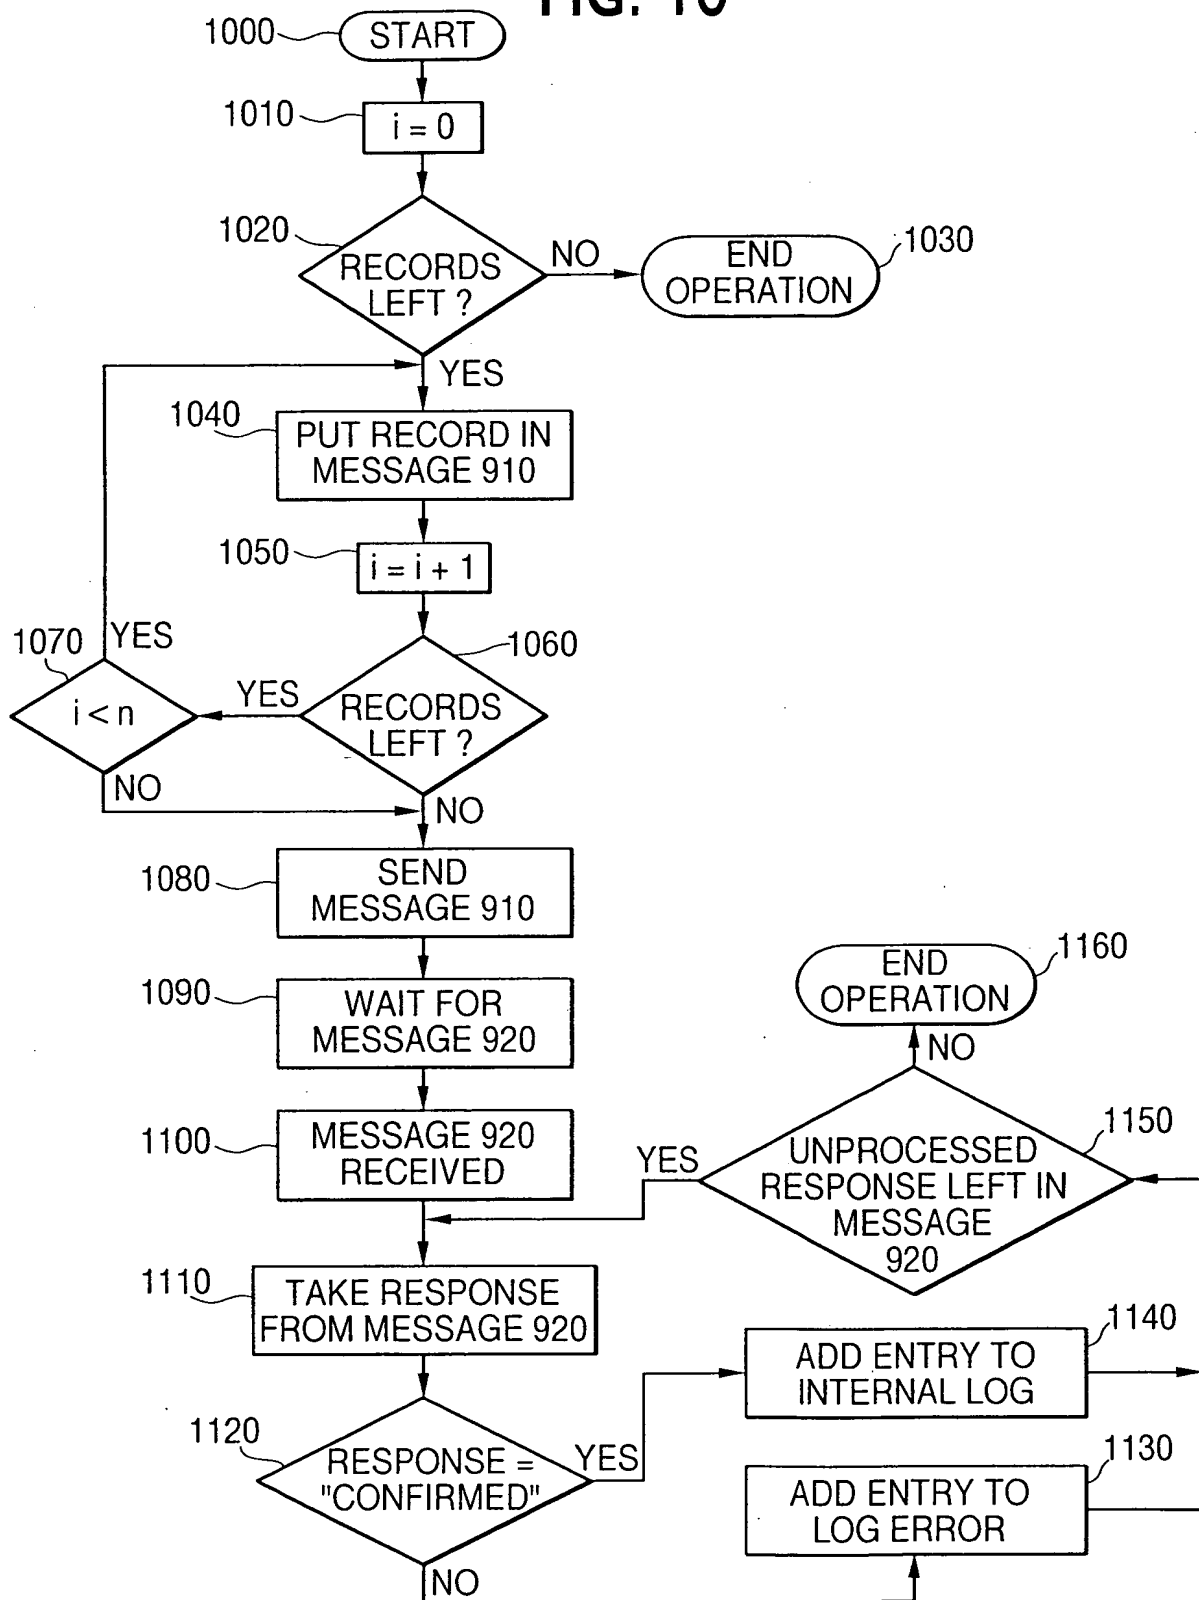 FIG. 10
1000
START
1010
i = 0
1020
RECORDS
LEFT ?
NO
END
OPERATION
1030
YES
1040
PUT RECORD IN
MESSAGE 910
1050
i = i + 1
1060
RECORDS
LEFT ?
YES
1070
i < n
YES
NO
NO
1080
SEND
MESSAGE 910
1090
WAIT FOR
MESSAGE 920
1100
MESSAGE 920
RECEIVED
1110
TAKE RESPONSE
FROM MESSAGE 920
1120
RESPONSE =
"CONFIRMED"
YES
NO
1130
ADD ENTRY TO
LOG ERROR
1140
ADD ENTRY TO
INTERNAL LOG
1150
UNPROCESSED
RESPONSE LEFT IN
MESSAGE
920
YES
NO
1160
END
OPERATION